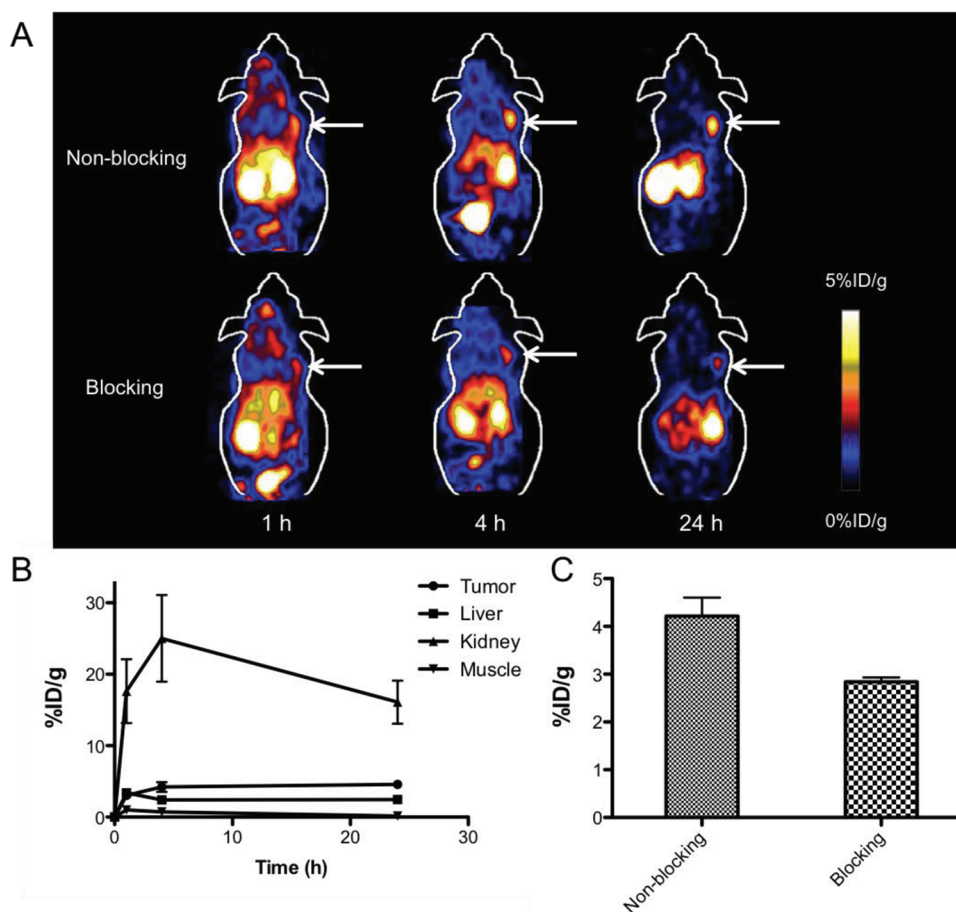 A
Non-blocking
Blocking
1 h
4 h
24 h
5%ID/g
0%ID/g
B
%ID/g
30
20
10
0
0
10
20
30
Time (h)
Tumor
Liver
Kidney
Muscle
C
%ID/g
5
4
3
2
1
0
Non-blocking
Blocking